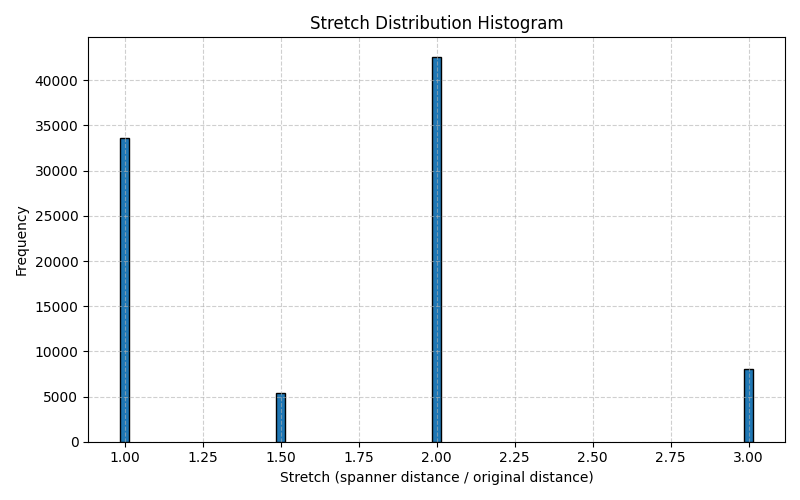 Stretch Distribution Histogram
Frequency
40000
35000
30000
25000
20000
15000
10000
5000
0
1.00 1.25 1.50 1.75 2.00 2.25 2.50 2.75 3.00
Stretch (spanner distance / original distance)